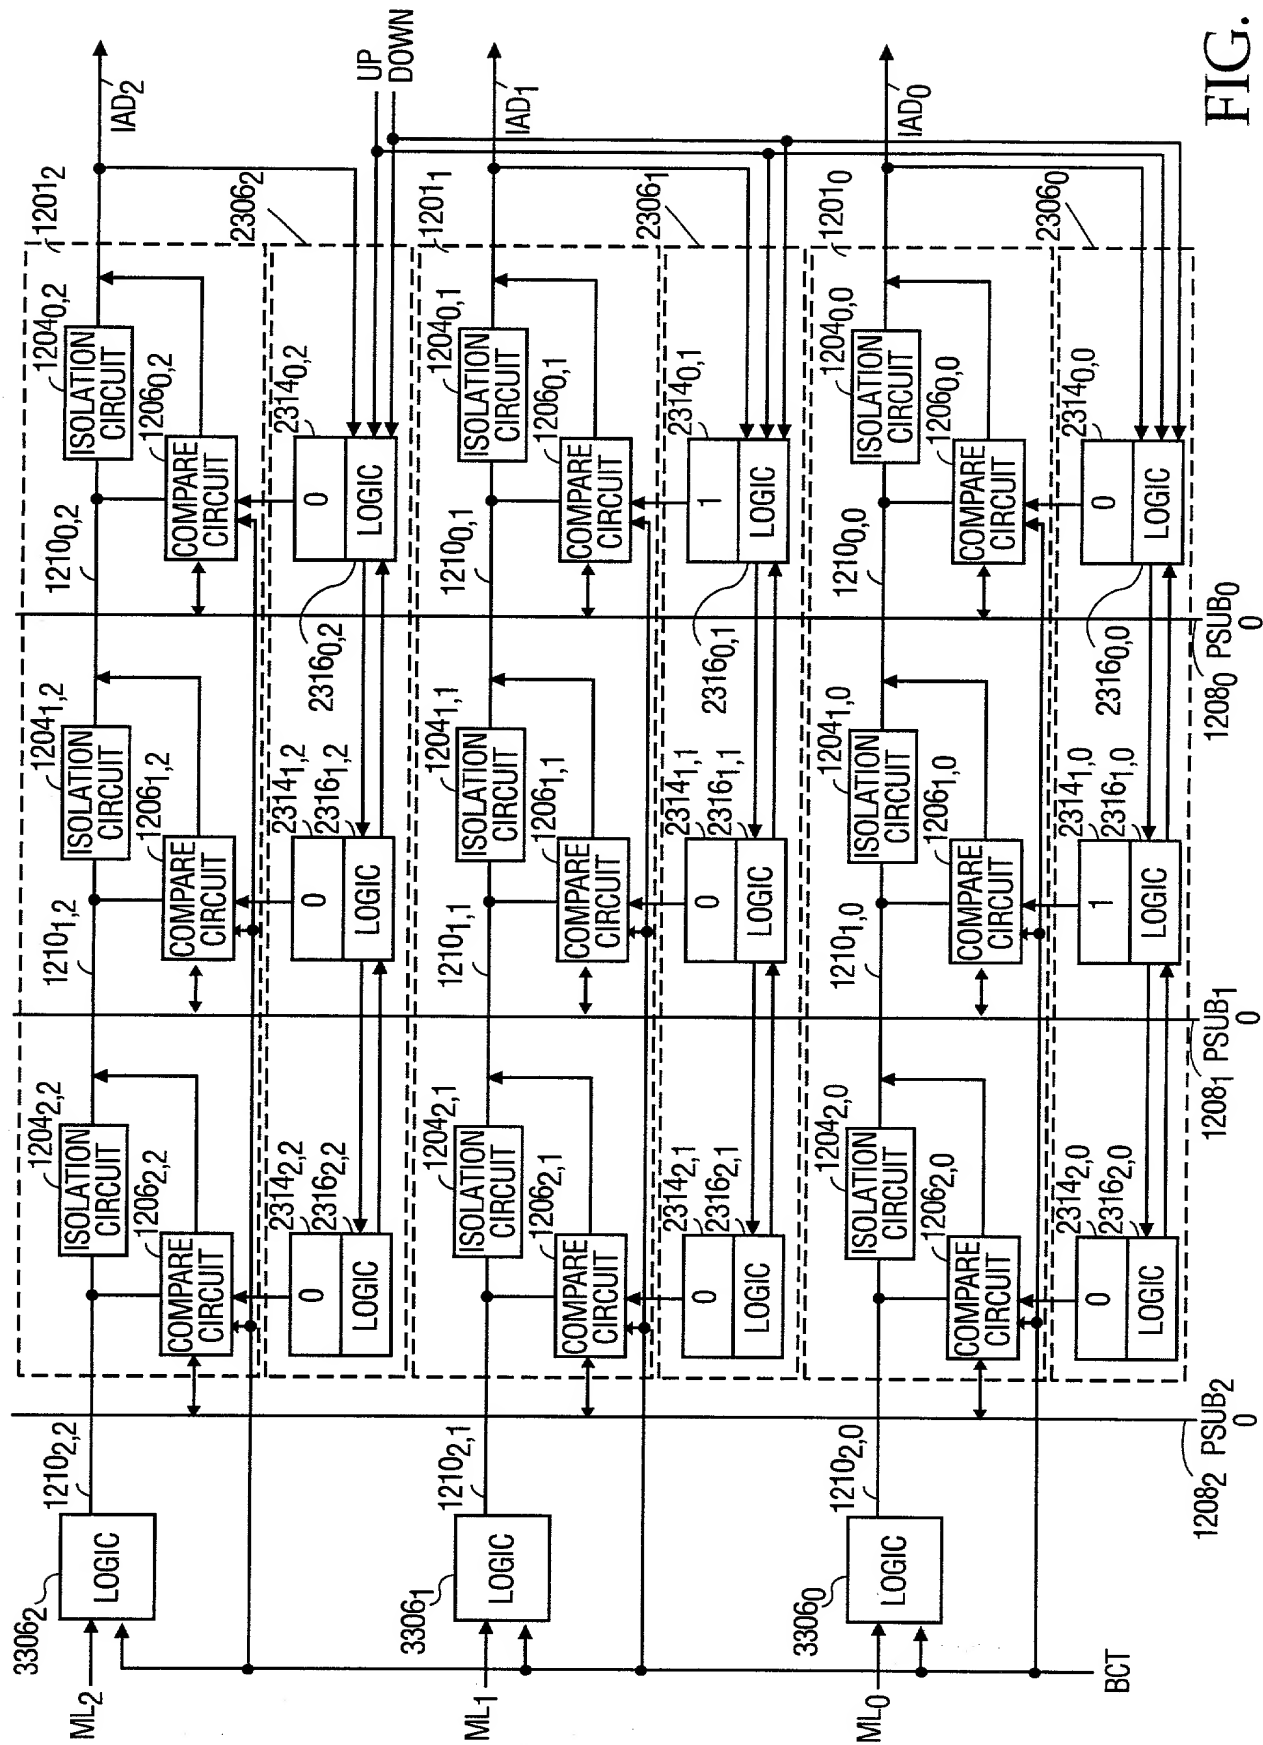 IAD2
UP
DOWN
IAD1
IAD0
FIG.
12012
23062
12011
23061
12010
23060
12040,2
ISOLATION
CIRCUIT
12060,2
COMPARE
CIRCUIT
23140,2
0
LOGIC
12100,2
23160,2
12040,1
ISOLATION
CIRCUIT
12060,1
COMPARE
CIRCUIT
23140,1
1
LOGIC
12100,1
23160,1
12040,0
ISOLATION
CIRCUIT
12060,0
COMPARE
CIRCUIT
23140,0
0
LOGIC
12100,0
23160,0
PSUB0
0
12080
12041,2
ISOLATION
CIRCUIT
12061,2
COMPARE
CIRCUIT
23141,2
23161,2
0
LOGIC
12101,2
12041,1
ISOLATION
CIRCUIT
12061,1
COMPARE
CIRCUIT
23141,1
23161,1
0
LOGIC
12101,1
12041,0
ISOLATION
CIRCUIT
12061,0
COMPARE
CIRCUIT
23141,0
23161,0
1
LOGIC
12101,0
PSUB1
0
12081
12042,2
ISOLATION
CIRCUIT
12062,2
COMPARE
CIRCUIT
23142,2
23162,2
0
LOGIC
12102,2
12042,1
ISOLATION
CIRCUIT
12062,1
COMPARE
CIRCUIT
23142,1
23162,1
0
LOGIC
12102,1
12042,0
ISOLATION
CIRCUIT
12062,0
COMPARE
CIRCUIT
23142,0
23162,0
0
LOGIC
12102,0
PSUB2
0
12082
33062
LOGIC
ML2
33061
LOGIC
ML1
33060
LOGIC
ML0
BCT